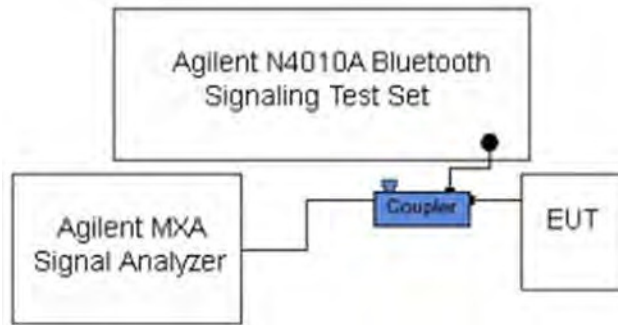 Agilent N4010A Bluetooth
Signaling Test Set
Agilent MXA
Signal Analyzer
Coupler
EUT